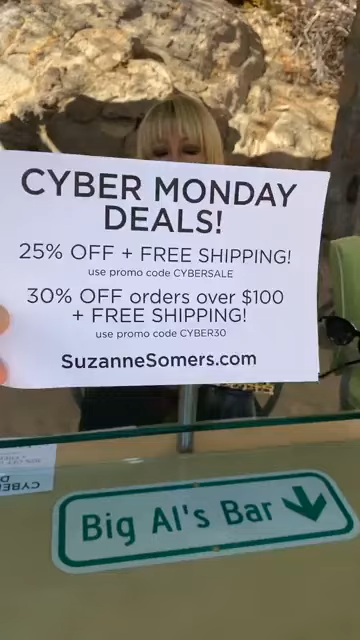 CYBER MONDAY
DEALS!
25% OFF + FREE SHIPPING!
use promo code CYBERSALE
30% OFF orders over $100
+ FREE SHIPPING!
use promo code CYBER30
SuzanneSomers.com
Big Al's Bar